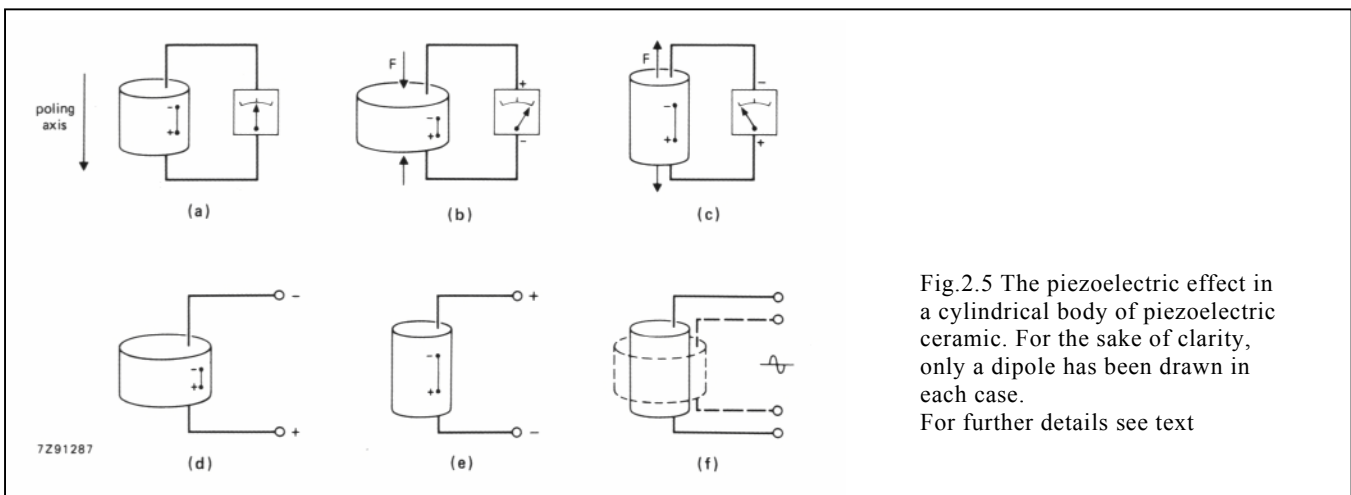 poling
axis
- +
(a)
F
- +
+
-
(b)
F
- +
-
+
(c)
- +
-
+
(d)
- +
+
-
(e)
(f)
7Z91287
Fig.2.5 The piezoelectric effect in
a cylindrical body of piezoelectric
ceramic. For the sake of clarity,
only a dipole has been drawn in
each case.
For further details see text